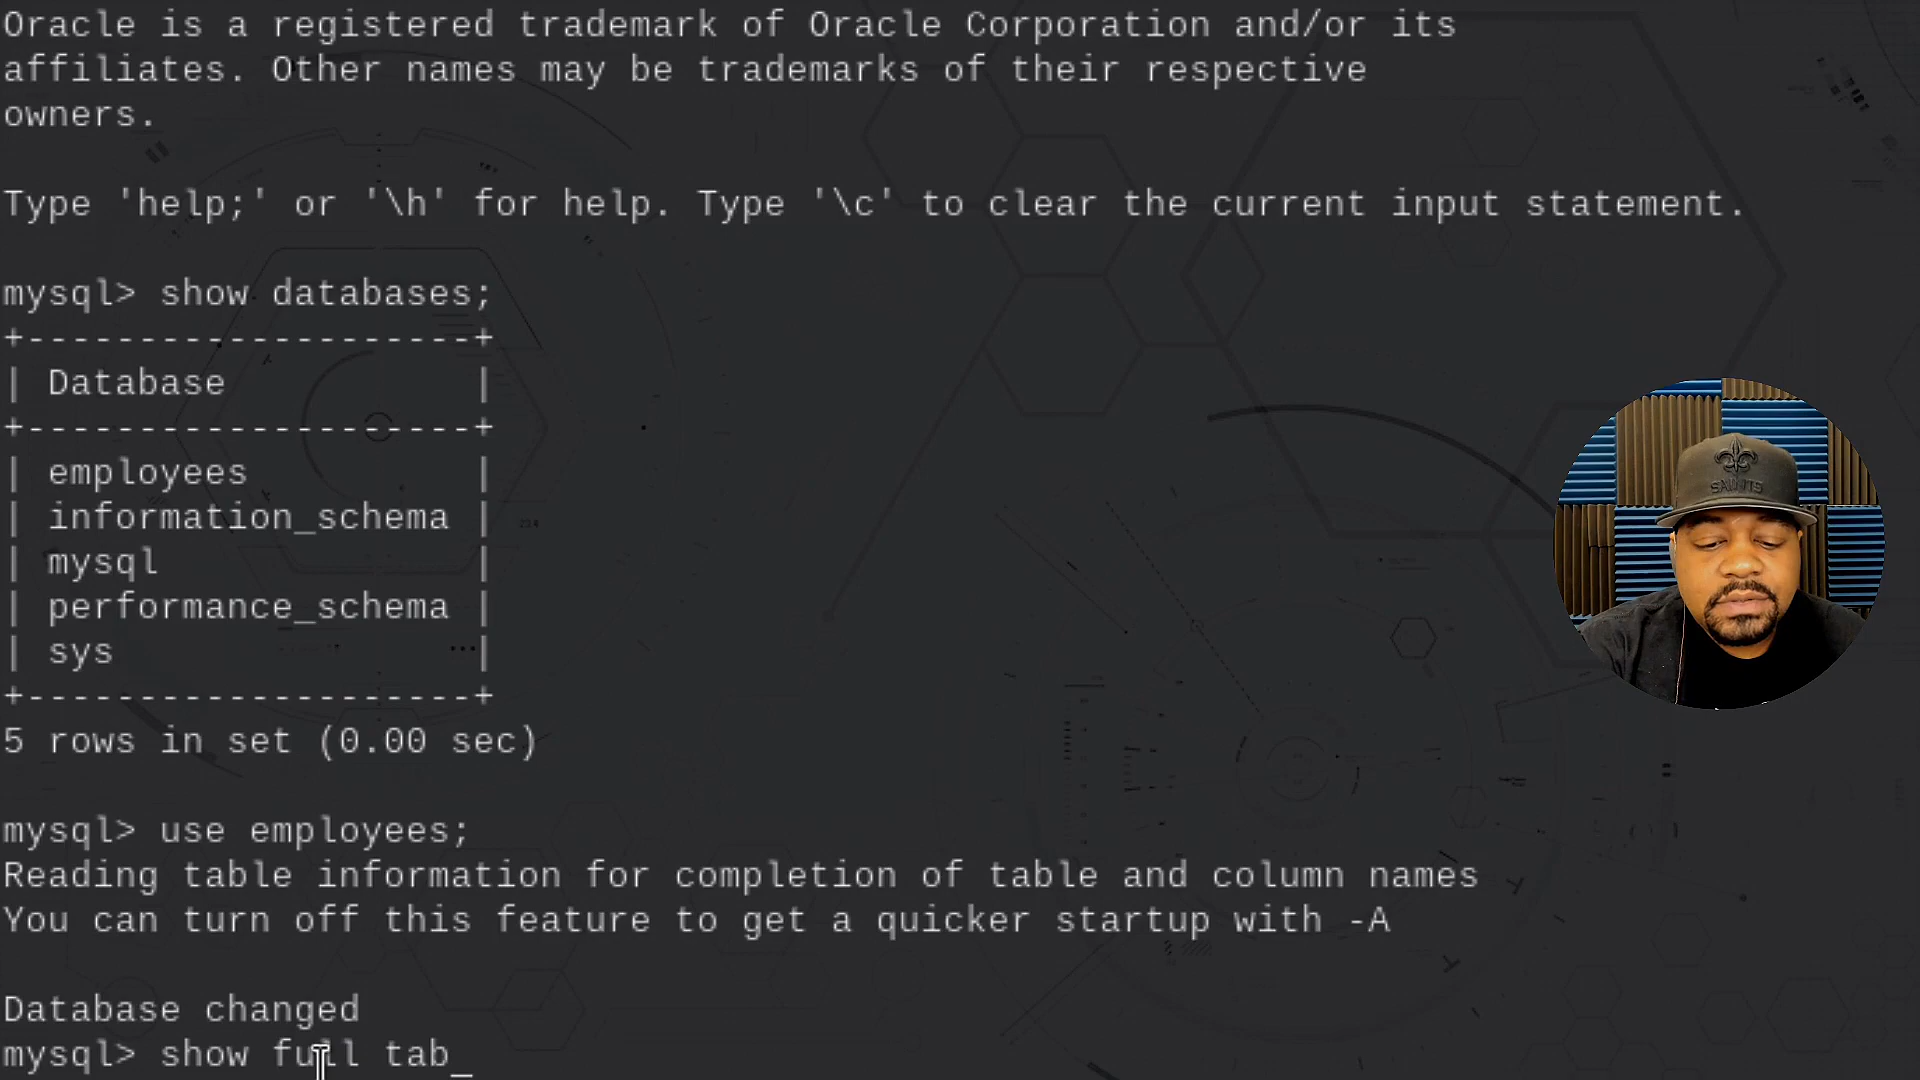 Oracle is a registered trademark of Oracle Corporation and/or its
affiliates. Other names may be trademarks of their respective
owners.
Type 'help;' or '\h' for help. Type '\c' to clear the current input statement.
mysql> show databases;
+--------------------+
| Database           |
+--------------------+
| employees          |
| information_schema |
| mysql              |
| performance_schema |
| sys                |
+--------------------+
5 rows in set (0.00 sec)
mysql> use employees;
Reading table information for completion of table and column names
You can turn off this feature to get a quicker startup with -A
Database changed
mysql> show full tab_
SAINTS